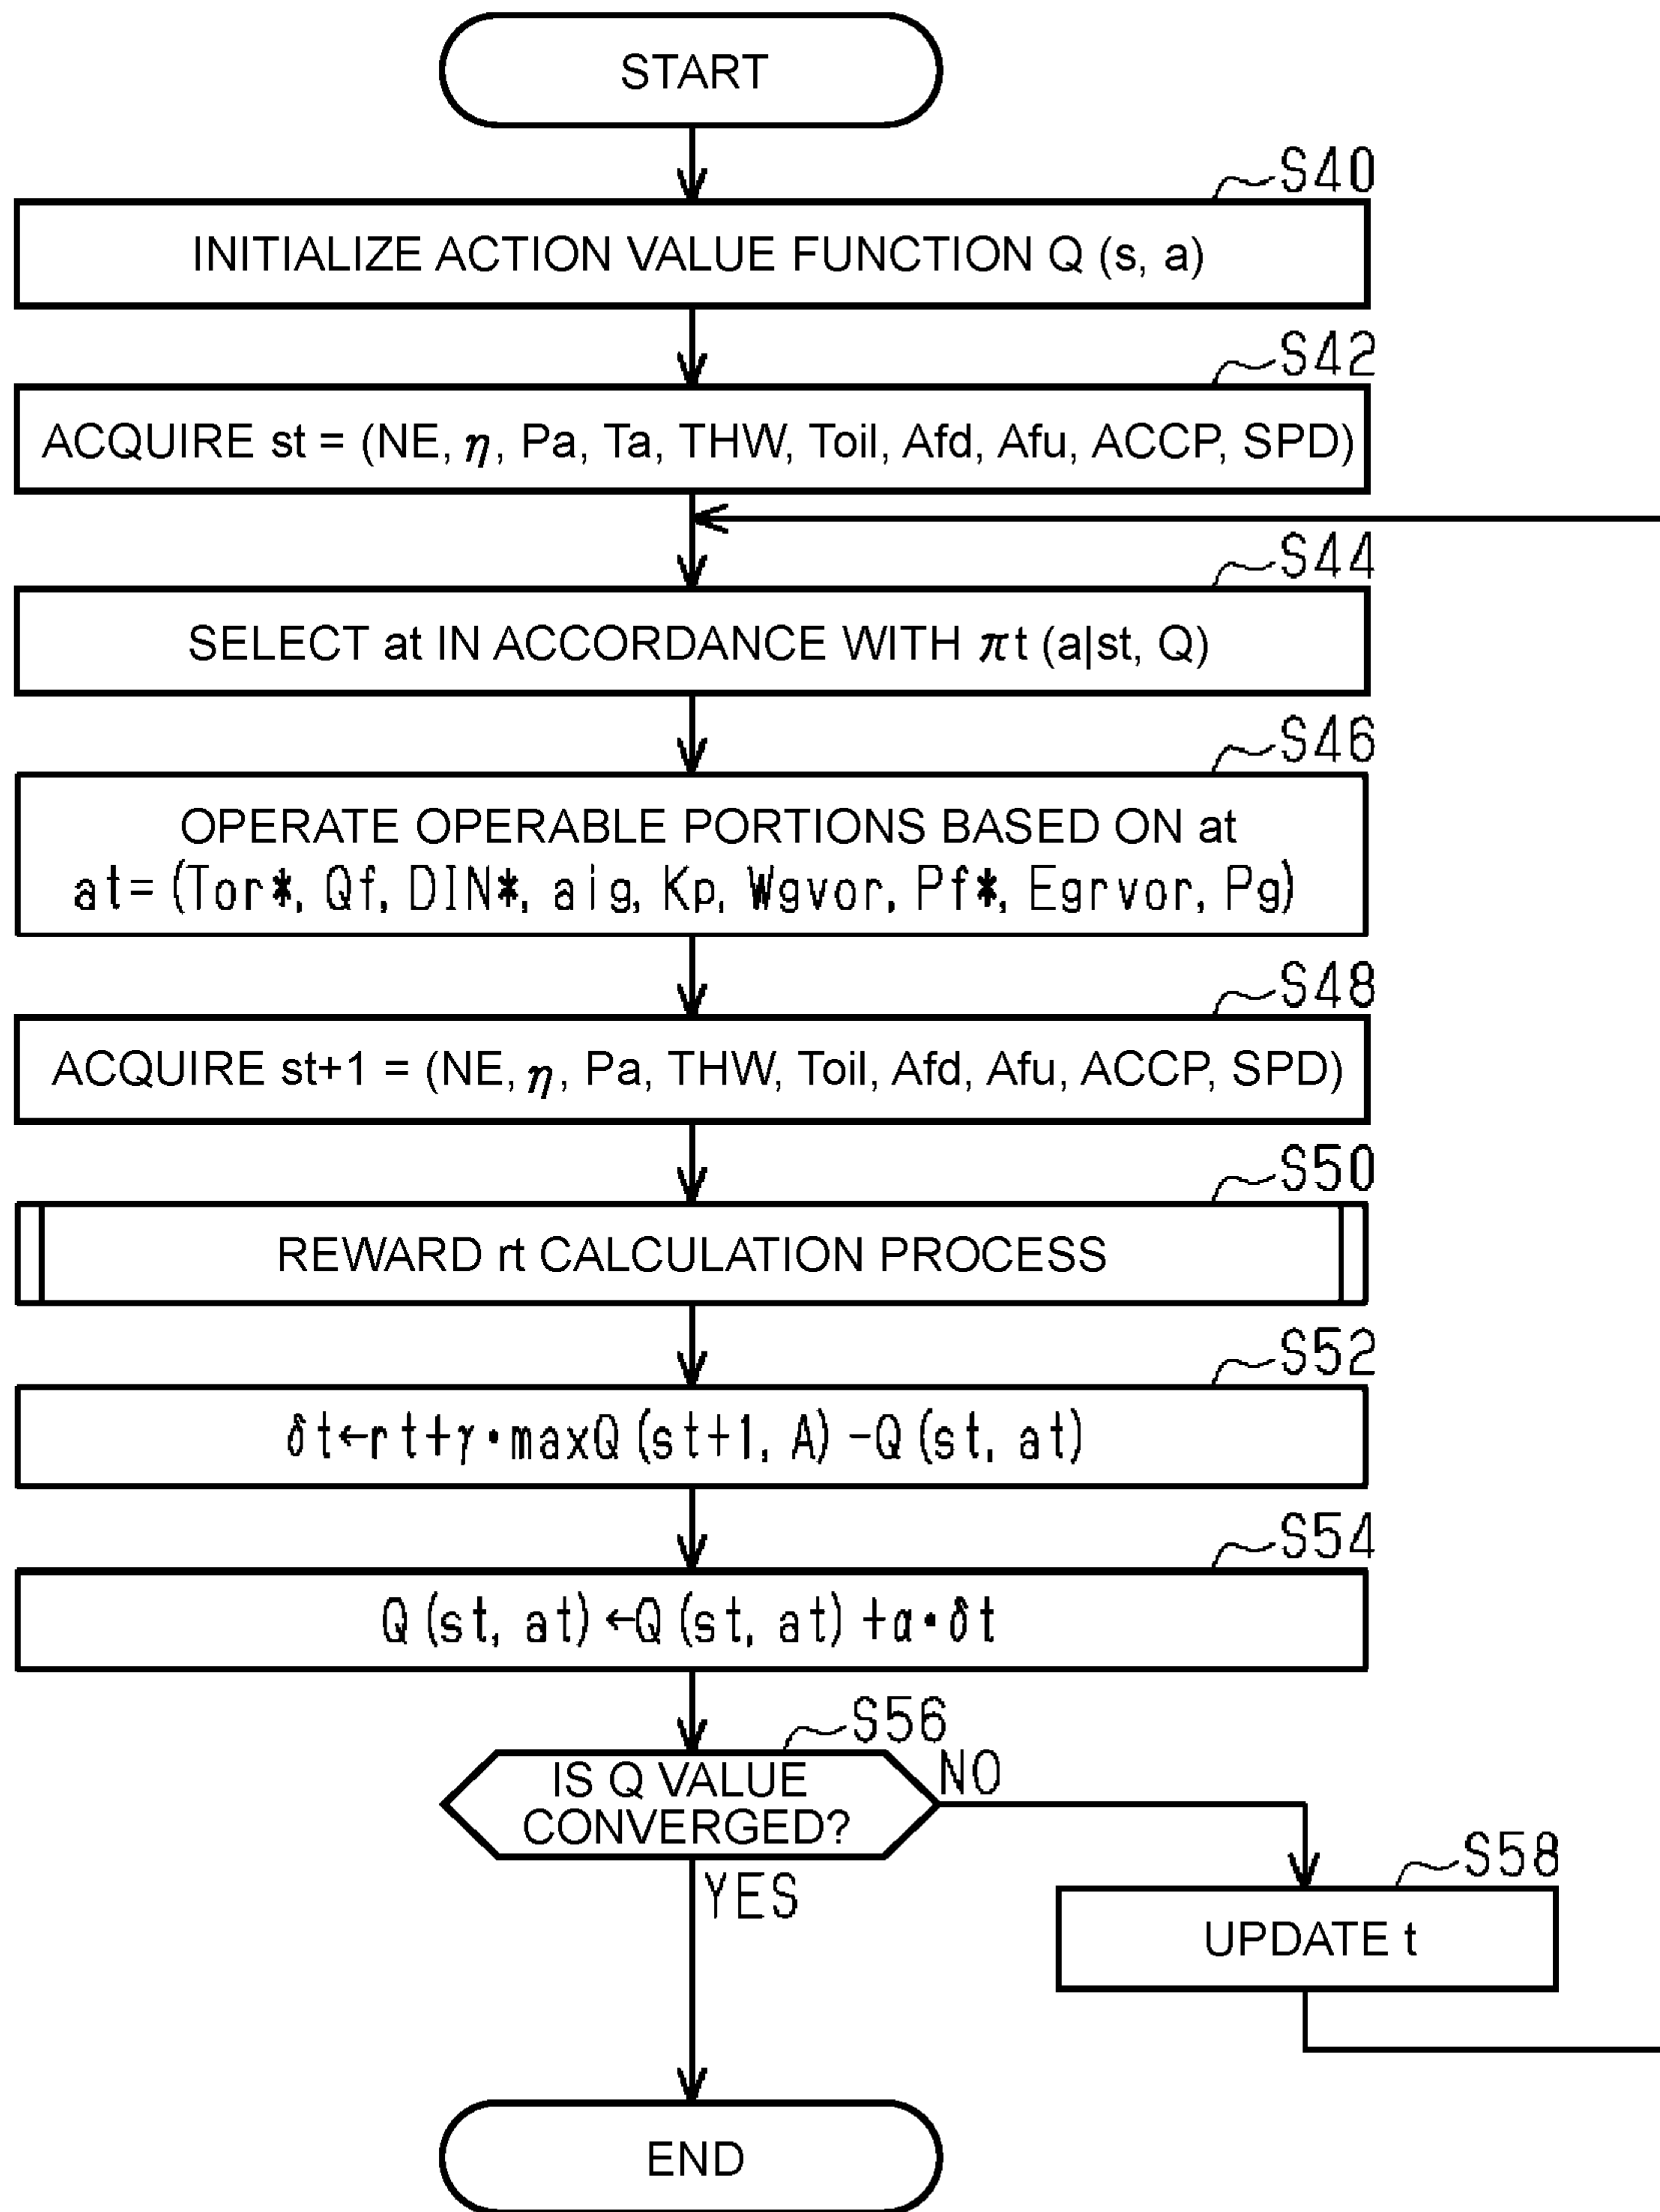 START
S40
INITIALIZE ACTION VALUE FUNCTION Q (s, a)
S42
ACQUIRE st = (NE, η, Pa, Ta, THW, Toil, Afd, Afu, ACCP, SPD)
S44
SELECT at IN ACCORDANCE WITH πt (a|st, Q)
S46
OPERATE OPERABLE PORTIONS BASED ON at
at=(Tor*, Qf, DIN*, aig, Kp, Wgvor, Pf*, Egrvor, Pg)
S48
ACQUIRE st+1 = (NE, η, Pa, THW, Toil, Afd, Afu, ACCP, SPD)
S50
REWARD rt CALCULATION PROCESS
S52
δt←rt+γ•maxQ(st+1, A)-Q(st, at)
S54
Q(st, at)←Q(st, at)+α•δt
S56
IS Q VALUE
CONVERGED?
NO
YES
S58
UPDATE t
END